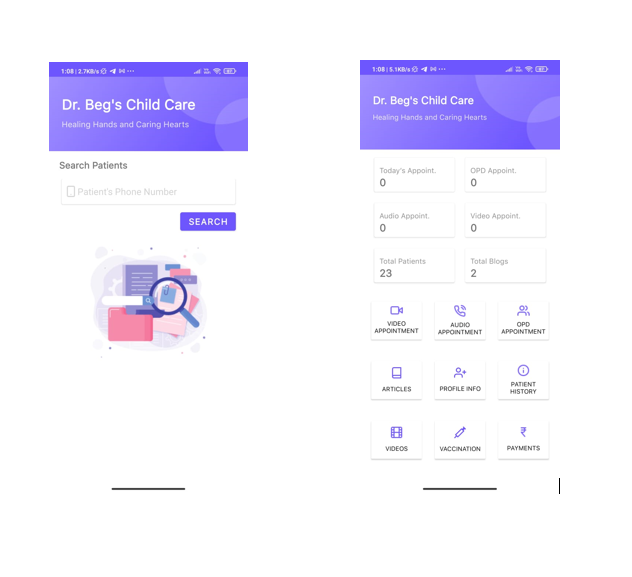 1:08 | 2.7KB/s
67
Dr. Beg's Child Care
Healing Hands and Caring Hearts
Search Patients
Patient's Phone Number
SEARCH
1:08 | 5.1KB/s
67
Dr. Beg's Child Care
Healing Hands and Caring Hearts
Today's Appoint. OPD Appoint.
0 0
Audio Appoint. Video Appoint.
0 0
Total Patients Total Blogs
23 2
VIDEO APPOINTMENT
AUDIO APPOINTMENT
OPD APPOINTMENT
ARTICLES PROFILE INFO
PATIENT HISTORY
VIDEOS VACCINATION PAYMENTS